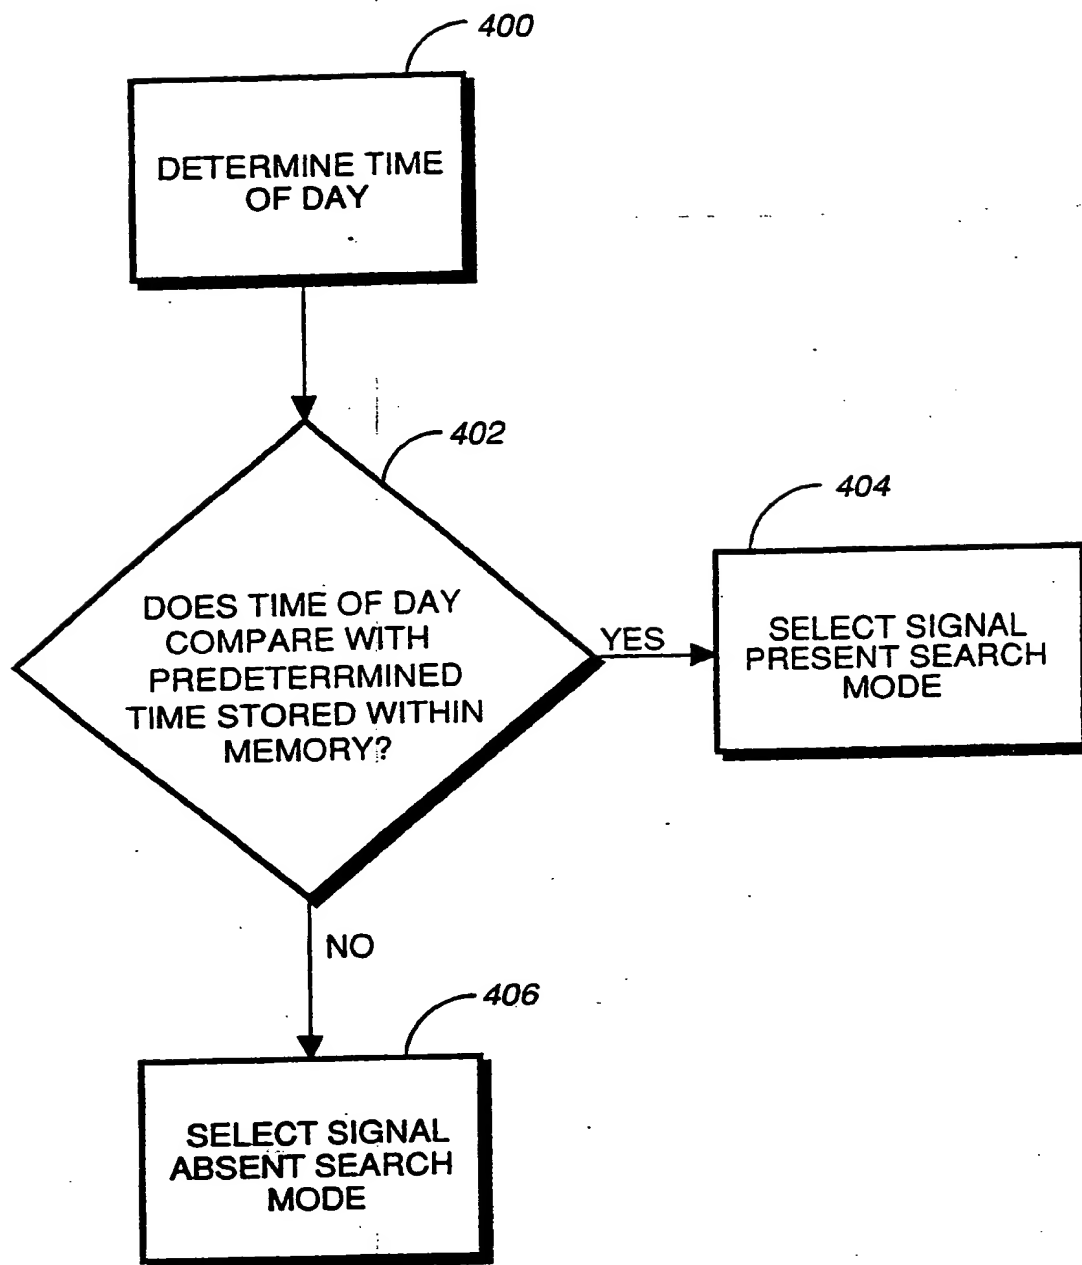 400
DETERMINE TIME
OF DAY
402
DOES TIME OF DAY
COMPARE WITH
PREDETERRMINED
TIME STORED WITHIN
MEMORY?
YES
404
SELECT SIGNAL
PRESENT SEARCH
MODE
NO
406
SELECT SIGNAL
ABSENT SEARCH
MODE